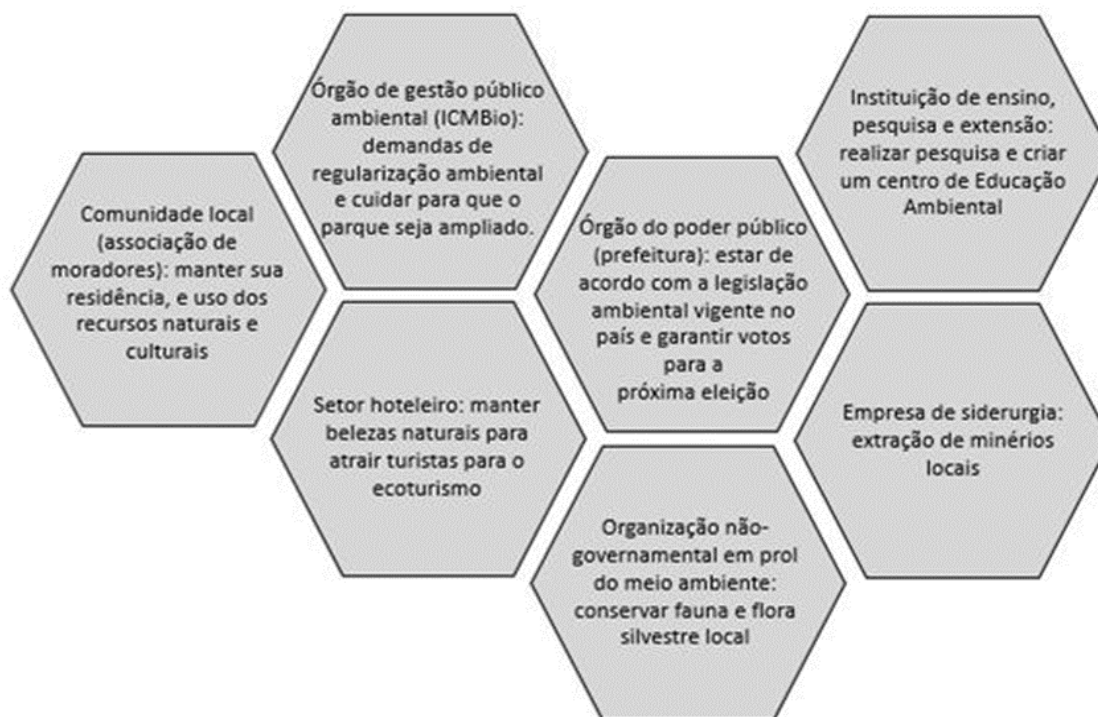 Comunidade local
(associação de
moradores): manter sua
residência, e uso dos
recursos naturais e
culturais
Órgão de gestão público
ambiental (ICMBio):
demandas de
regularização ambiental
e cuidar para que o
parque seja ampliado.
Setor hoteleiro: manter
belezas naturais para
atrair turistas para o
ecoturismo
Órgão do poder público
(prefeitura): estar de
acordo com a legislação
ambiental vigente no
país e garantir votos
para a
próxima eleição
Organização não-
governamental em prol
do meio ambiente:
conservar fauna e flora
silvestre local
Instituição de ensino,
pesquisa e extensão:
realizar pesquisa e criar
um centro de Educação
Ambiental
Empresa de siderurgia:
extração de minérios
locais